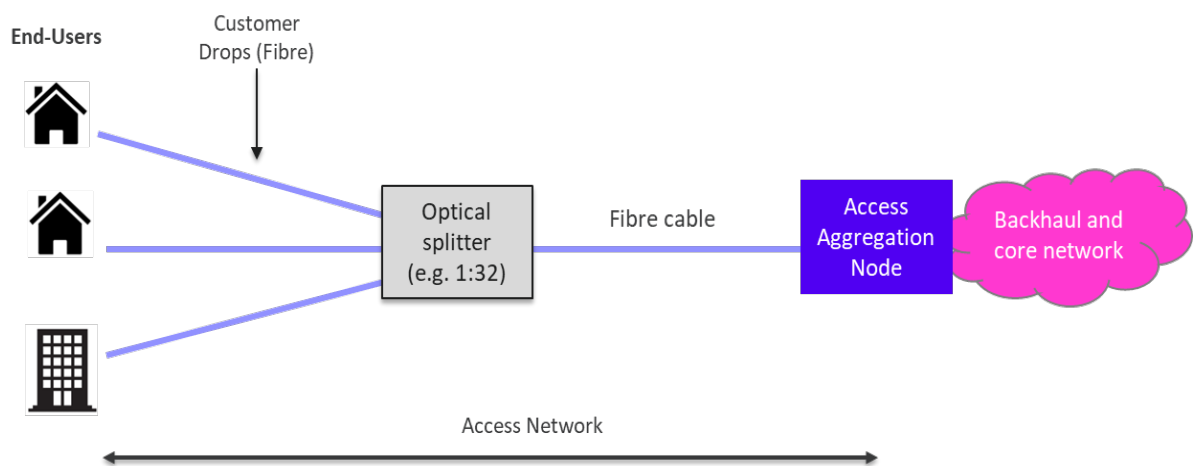 End-Users
Customer
Drops (Fibre)
Optical
splitter
(e.g. 1:32)
Fibre cable
Access
Aggregation
Node
Backhaul and
core network
Access Network